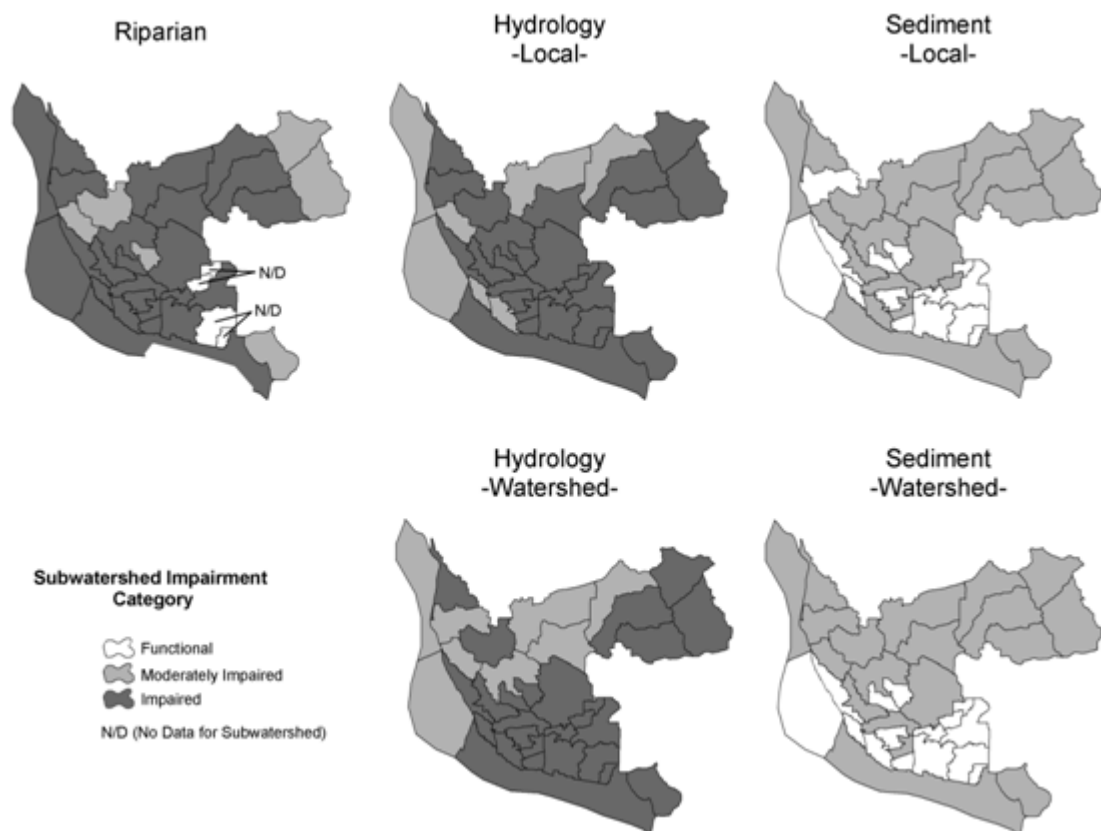 Riparian
Hydrology
-Local-
Sediment
-Local-
N/D
N/D
Hydrology
-Watershed-
Sediment
-Watershed-
Subwatershed Impairment
Category
Functional
Moderately Impaired
Impaired
N/D (No Data for Subwatershed)